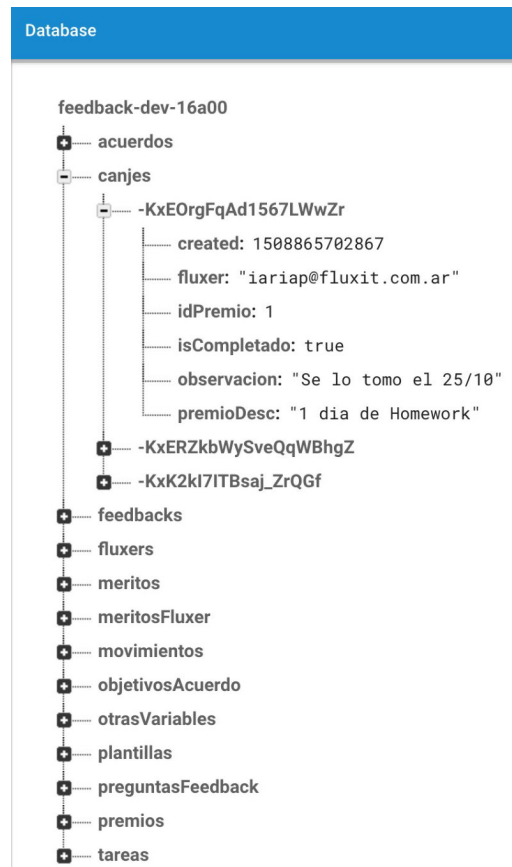 Database
feedback-dev-16a00
acuerdos
canjes
-KxEOrgFqAd1567LWwZr
created: 1508865702867
fluxer: "iariap@fluxit.com.ar"
idPremio: 1
isCompletado: true
observacion: "Se lo tomo el 25/10"
premioDesc: "1 dia de Homework"
-KxERZkbWySveQqWBhgZ
-KxK2kI7ITBsaj_ZrQGf
feedbacks
fluxers
meritos
meritosFluxer
movimientos
objetivosAcuerdo
otrasVariables
plantillas
preguntasFeedback
premios
tareas